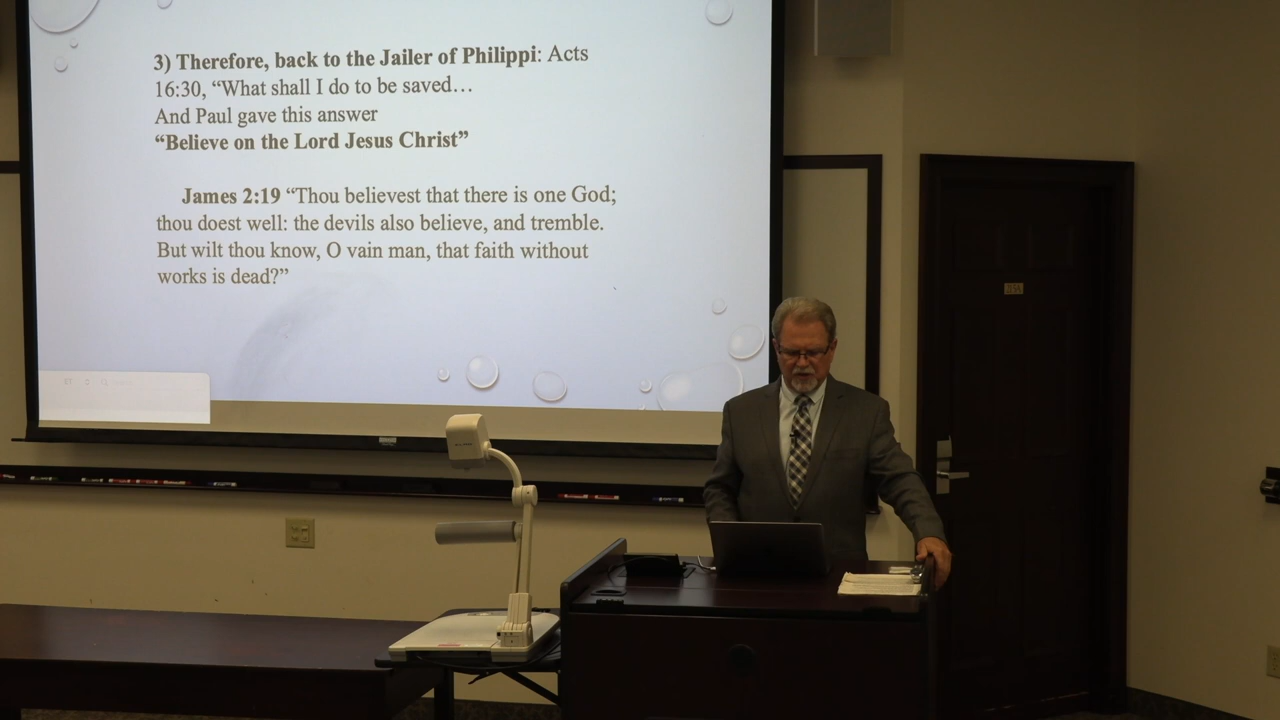 3) Therefore, back to the Jailer of Philippi: Acts
16:30, “What shall I do to be saved…
And Paul gave this answer
“Believe on the Lord Jesus Christ”
James 2:19 “Thou believest that there is one God;
thou doest well: the devils also believe, and tremble.
But wilt thou know, O vain man, that faith without
works is dead?”